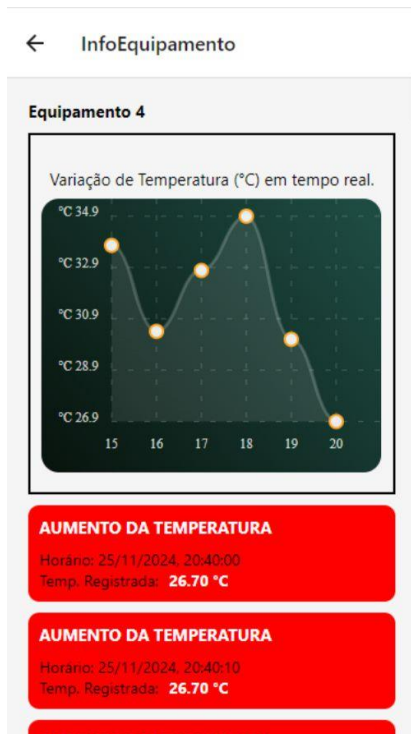 InfoEquipamento
Equipamento 4
Variação de Temperatura (°C) em tempo real.
°C 34.9
°C 32.9
°C 30.9
°C 28.9
°C 26.9
15 16 17 18 19 20
AUMENTO DA TEMPERATURA
Horário: 25/11/2024, 20:40:00
Temp. Registrada: 26.70 °C
AUMENTO DA TEMPERATURA
Horário: 25/11/2024, 20:40:10
Temp. Registrada: 26.70 °C